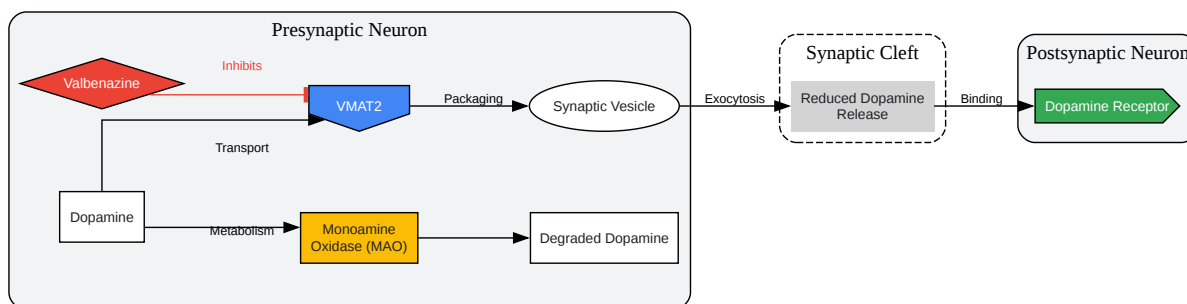 Presynaptic Neuron
Inhibits
Valbenazine
VMAT2
Packaging
Synaptic Vesicle
Transport
Dopamine
Metabolism
Monoamine
Oxidase (MAO)
Degraded Dopamine
Exocytosis
Synaptic Cleft
Reduced Dopamine
Release
Binding
Postsynaptic Neuron
Dopamine Receptor